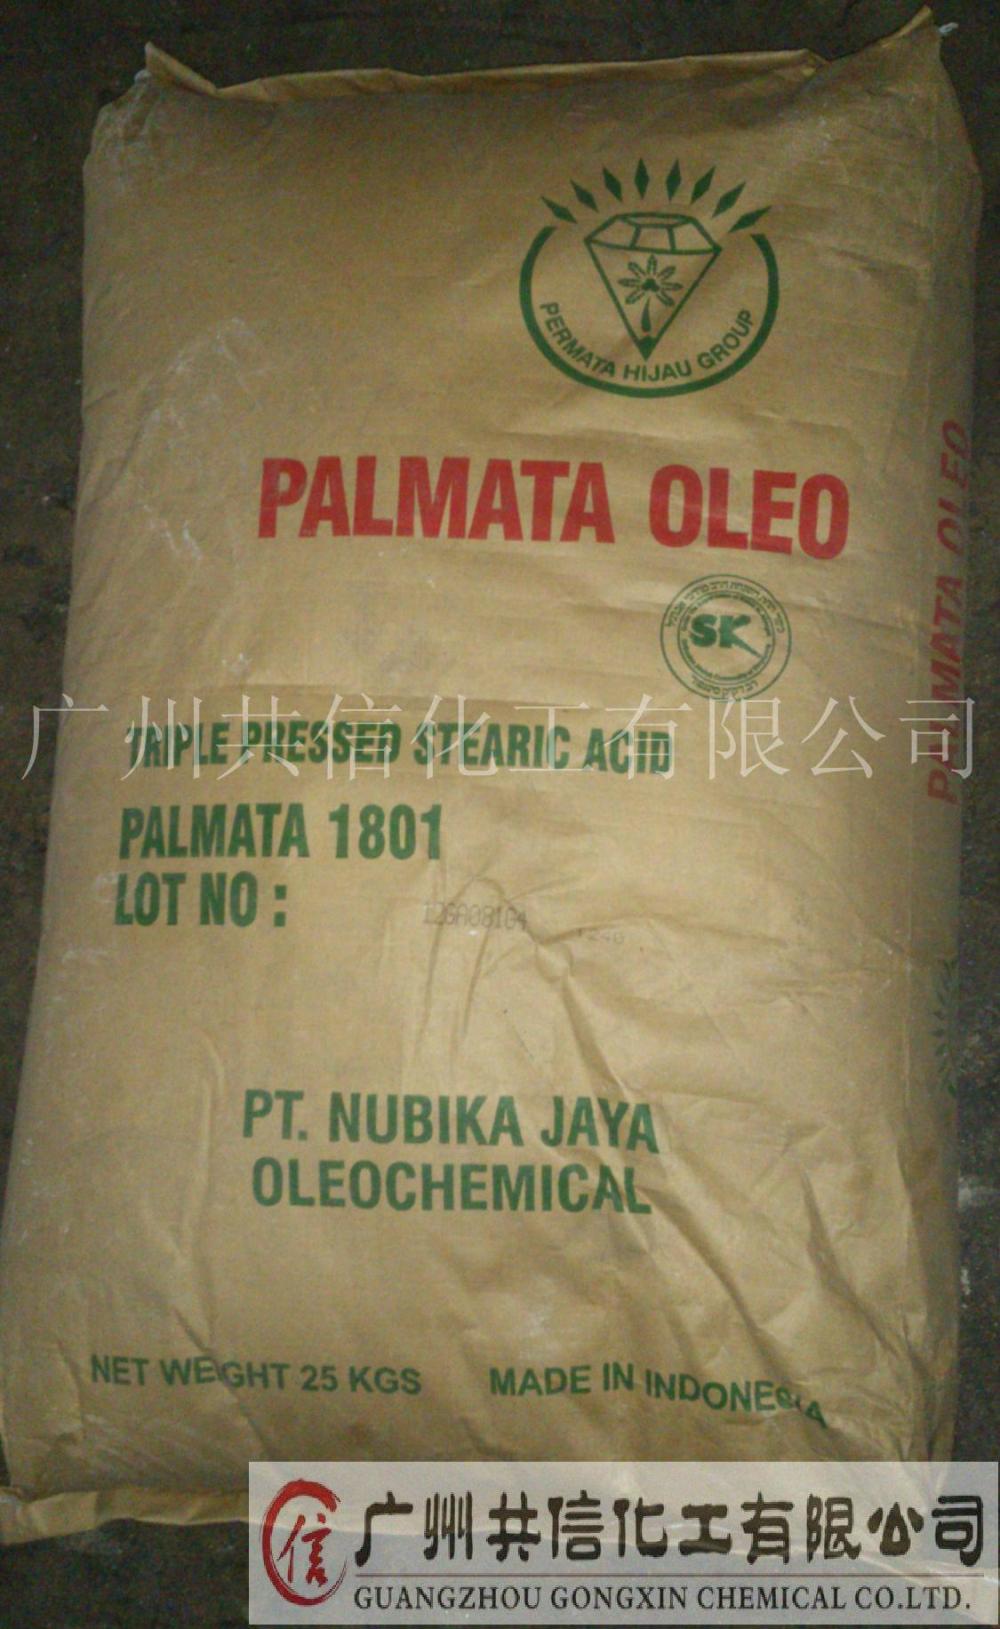 PERMATA HIJAU GROUP
PALMATA OLEO
PALMATA OLEO
SK
广州共信化工有限公司
TRIPLE PRESSED STEARIC ACID
PALMATA 1801
LOT NO :
PT. NUBIKA JAYA
OLEOCHEMICAL
NET WEIGHT 25 KGS MADE IN INDONESIA
信
广州共信化工有限公司
GUANGZHOU GONGXIN CHEMICAL CO.LTD.